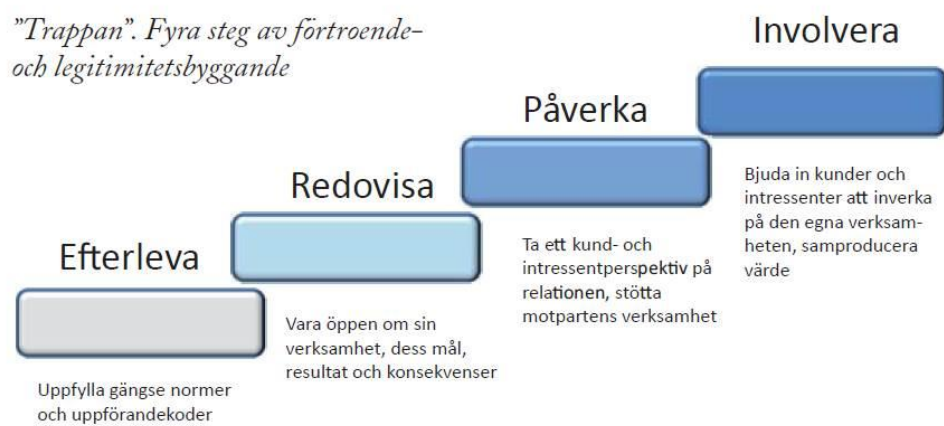 "Trappan". Fyra steg av förtroende-
och legitimitetsbyggande
Involvera
Påverka
Redovisa
Efterleva
Bjuda in kunder och
intressenter att inverka
på den egna verksam-
heten, samproducera
värde
Ta ett kund- och
intressentperspektiv på
relationen, stötta
motpartens verksamhet
Vara öppen om sin
verksamhet, dess mål,
resultat och konsekvenser
Uppfylla gängse normer
och uppförandekoder